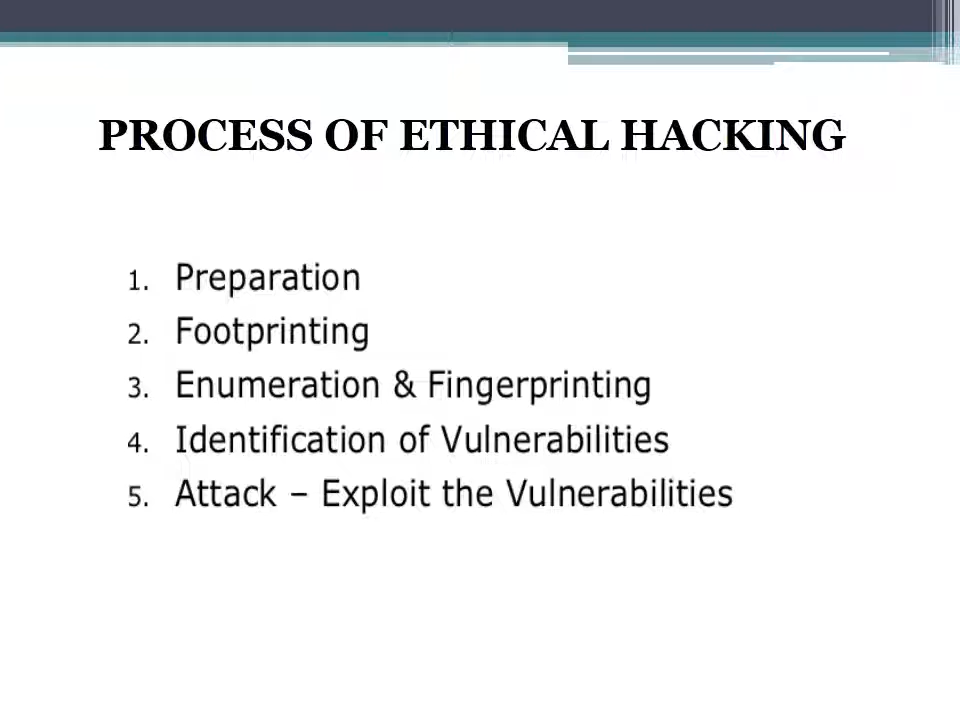 PROCESS OF ETHICAL HACKING
1. Preparation
2. Footprinting
3. Enumeration & Fingerprinting
4. Identification of Vulnerabilities
5. Attack – Exploit the Vulnerabilities